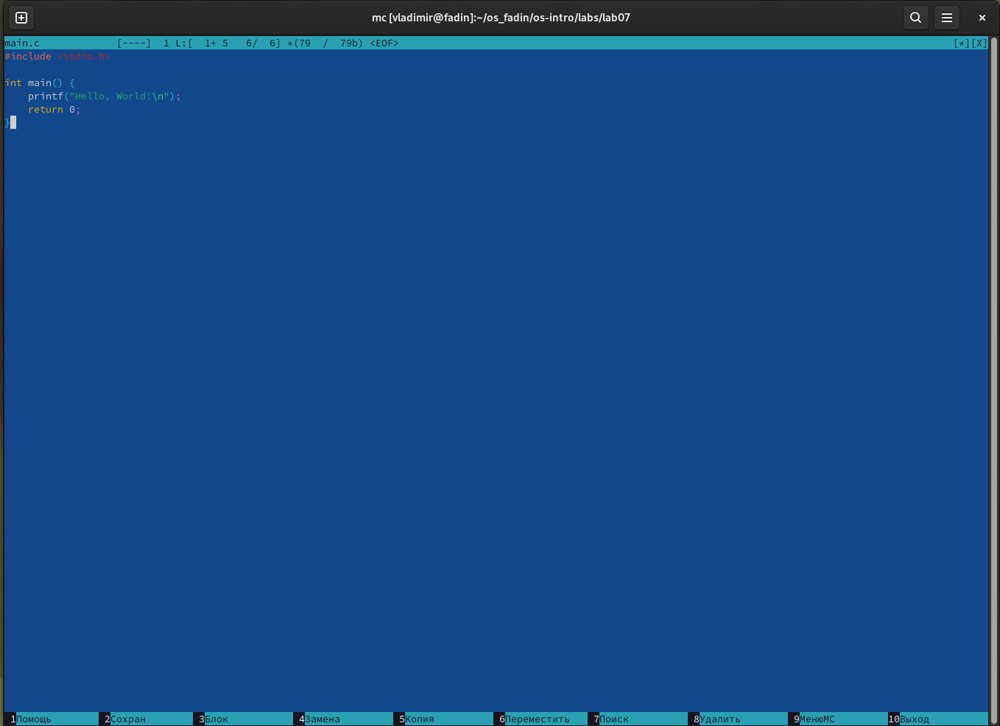 mc [vladimir@fadin]:~/os_fadin/os-intro/labs/lab07
main.c [----] 1 L:[ 1+ 5 6/ 6] *(79 / 79b) <EOF> [*][X]
#include <stdio.h>
int main() {
    printf("Hello, World!\n");
    return 0;
}
1Помощь 2Сохран 3Блок 4Замена 5Копия 6Переместить 7Поиск 8Удалить 9МенюМС 10Выход